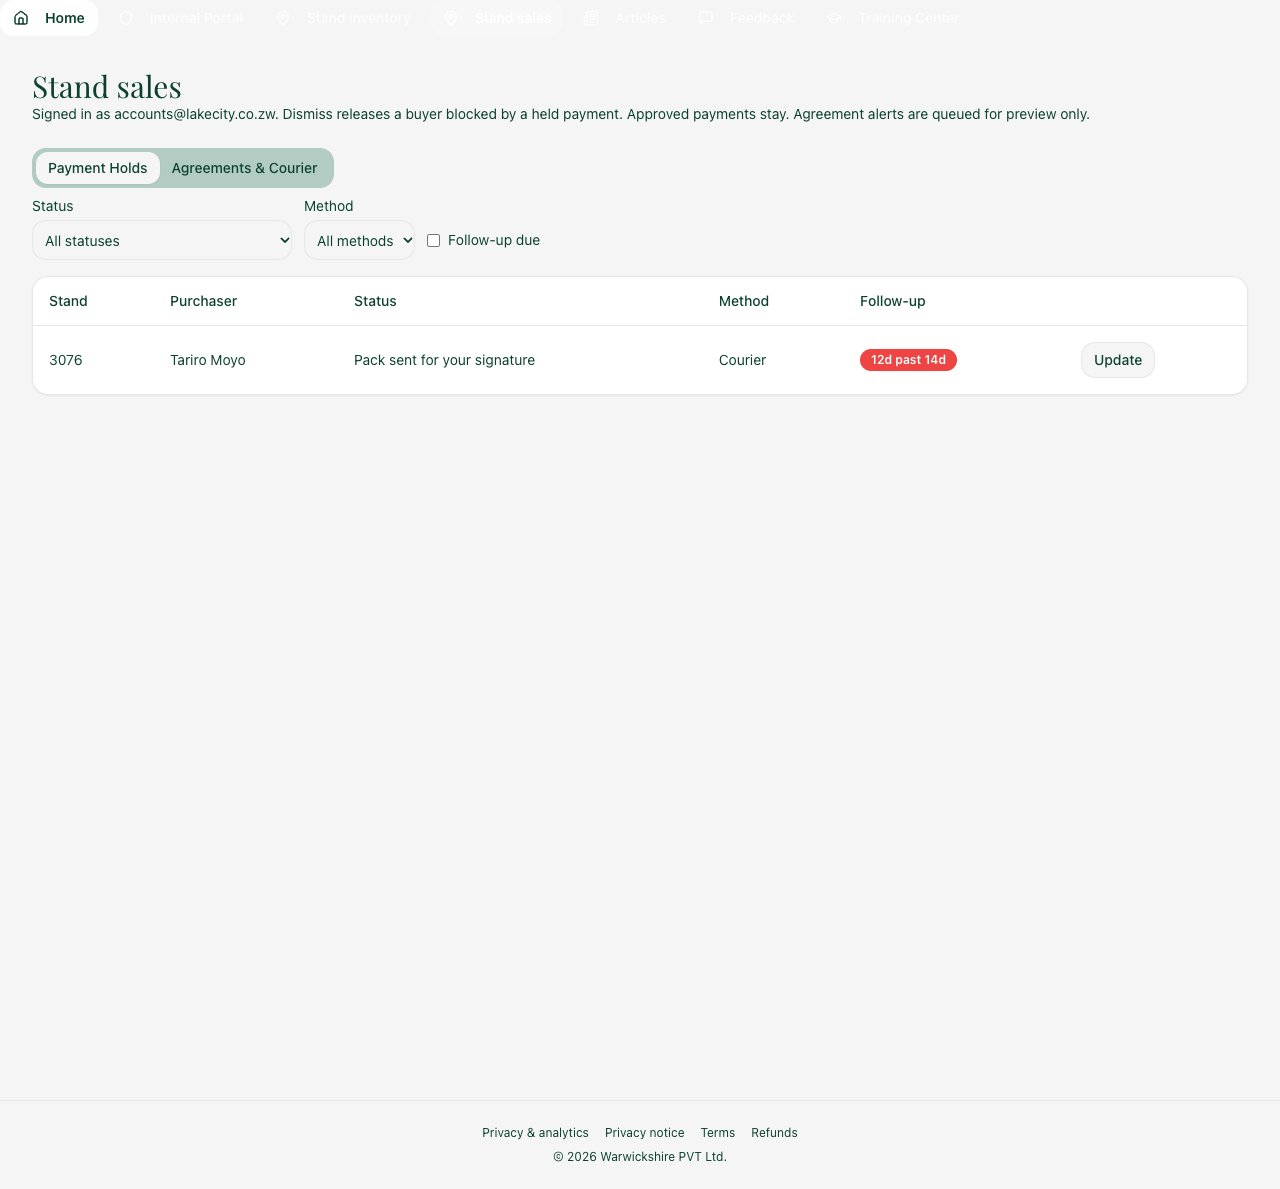 Home Internal Portal Stand inventory Stand sales Articles Feedback Training Center
Stand sales
Signed in as accounts@lakecity.co.zw. Dismiss releases a buyer blocked by a held payment. Approved payments stay. Agreement alerts are queued for preview only.
Payment Holds Agreements & Courier
Status Method
All statuses All methods Follow-up due
Stand Purchaser Status Method Follow-up
3076 Tariro Moyo Pack sent for your signature Courier 12d past 14d Update
Privacy & analytics Privacy notice Terms Refunds
© 2026 Warwickshire PVT Ltd.